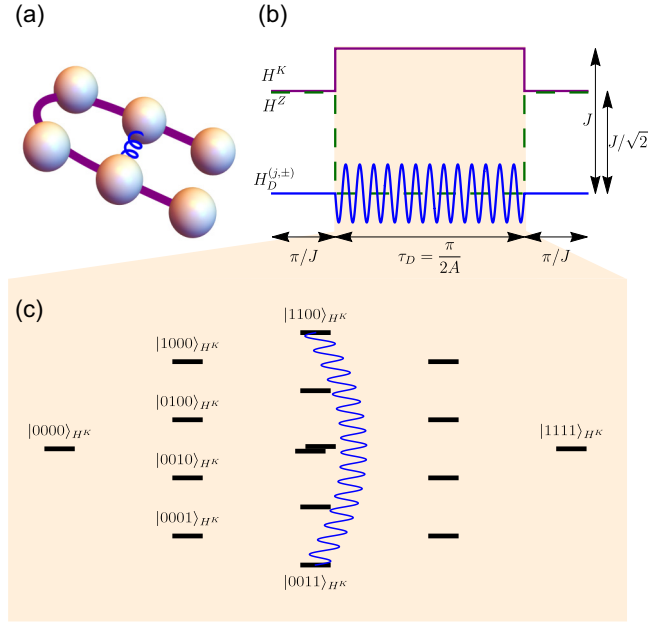 (a)
(b)
H^K
H^Z
H_D^{(j,±)}
J
J/√2
π/J
τ_D = π/2A
π/J
(c)
|1100⟩_{H^K}
|1000⟩_{H^K}
|0100⟩_{H^K}
|0000⟩_{H^K}
|1111⟩_{H^K}
|0010⟩_{H^K}
|0001⟩_{H^K}
|0011⟩_{H^K}